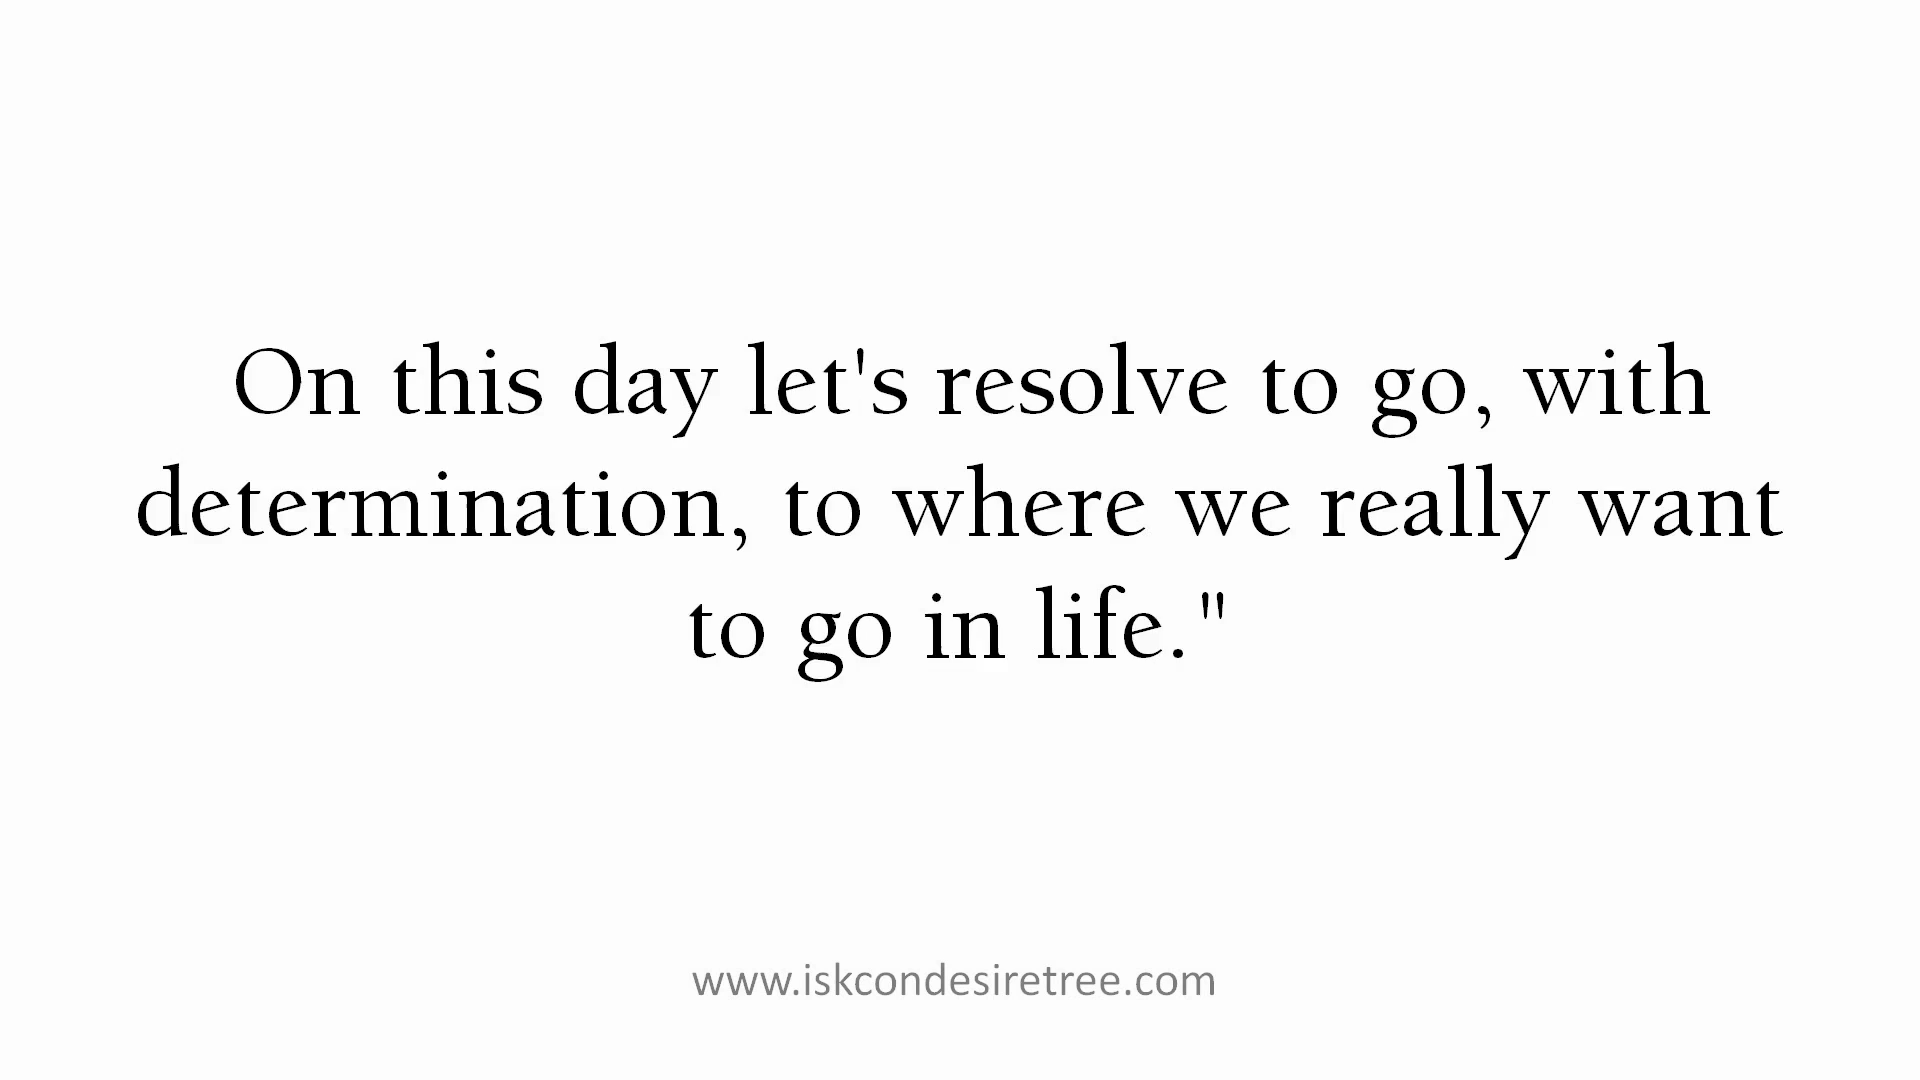 On this day let's resolve to go, with
determination, to where we really want
to go in life."
www.iskcondesiretree.com